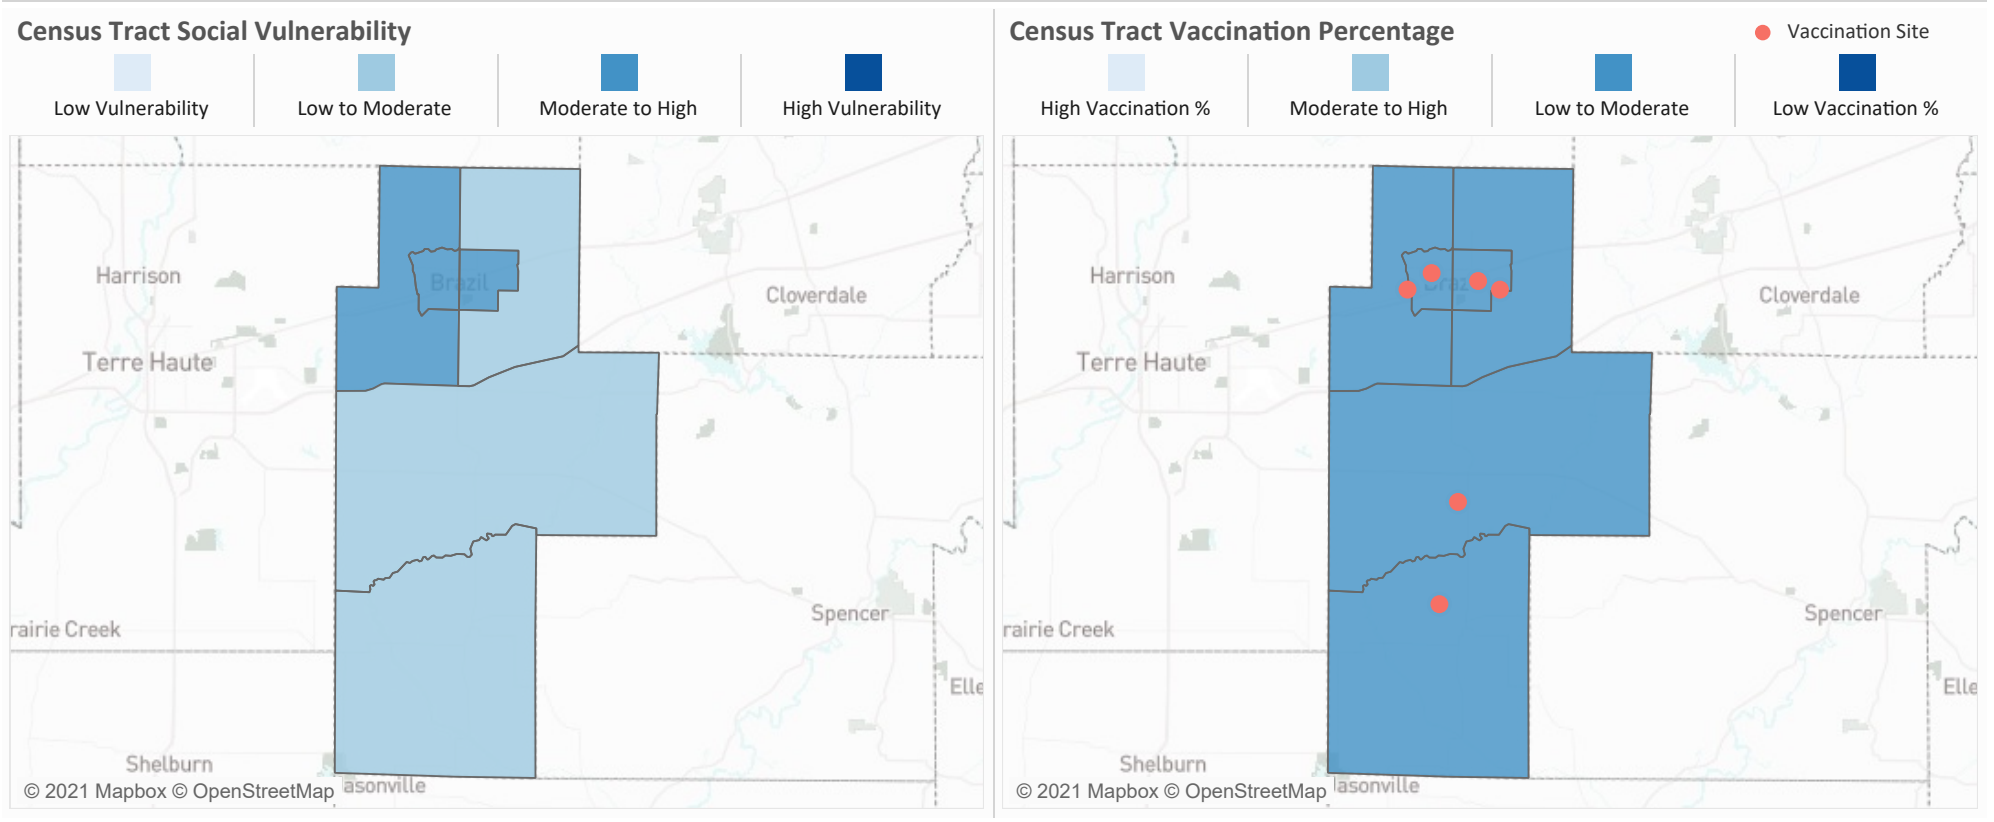 Census Tract Social Vulnerability
Low Vulnerability
Low to Moderate
Moderate to High
High Vulnerability
Harrison
Brazil
Cloverdale
Terre Haute
Spencer
rairie Creek
Elle
Shelburn
asonville
© 2021 Mapbox © OpenStreetMap
Census Tract Vaccination Percentage
Vaccination Site
High Vaccination %
Moderate to High
Low to Moderate
Low Vaccination %
Harrison
Braz
Cloverdale
Terre Haute
Spencer
rairie Creek
Elle
Shelburn
asonville
© 2021 Mapbox © OpenStreetMap